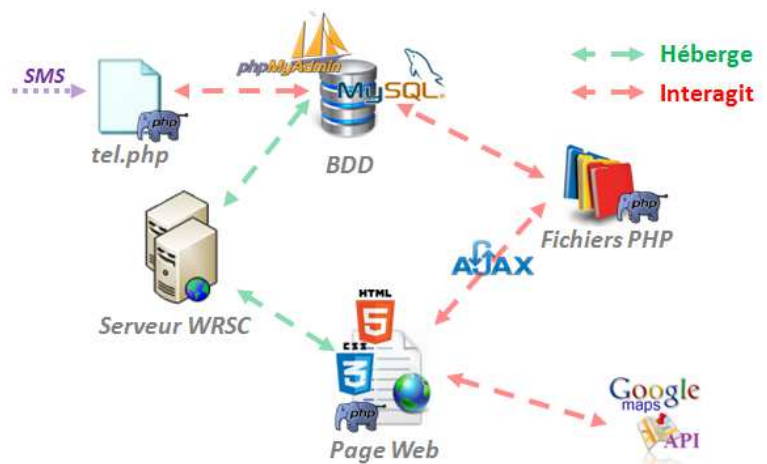 phpMyAdmin
MySQL®
Héberge
Interagit
SMS
php
tel.php
BDD
php
Fichiers PHP
AJAX
Serveur WRSC
HTML
5
CSS
3
php
Page Web
Google
maps
API